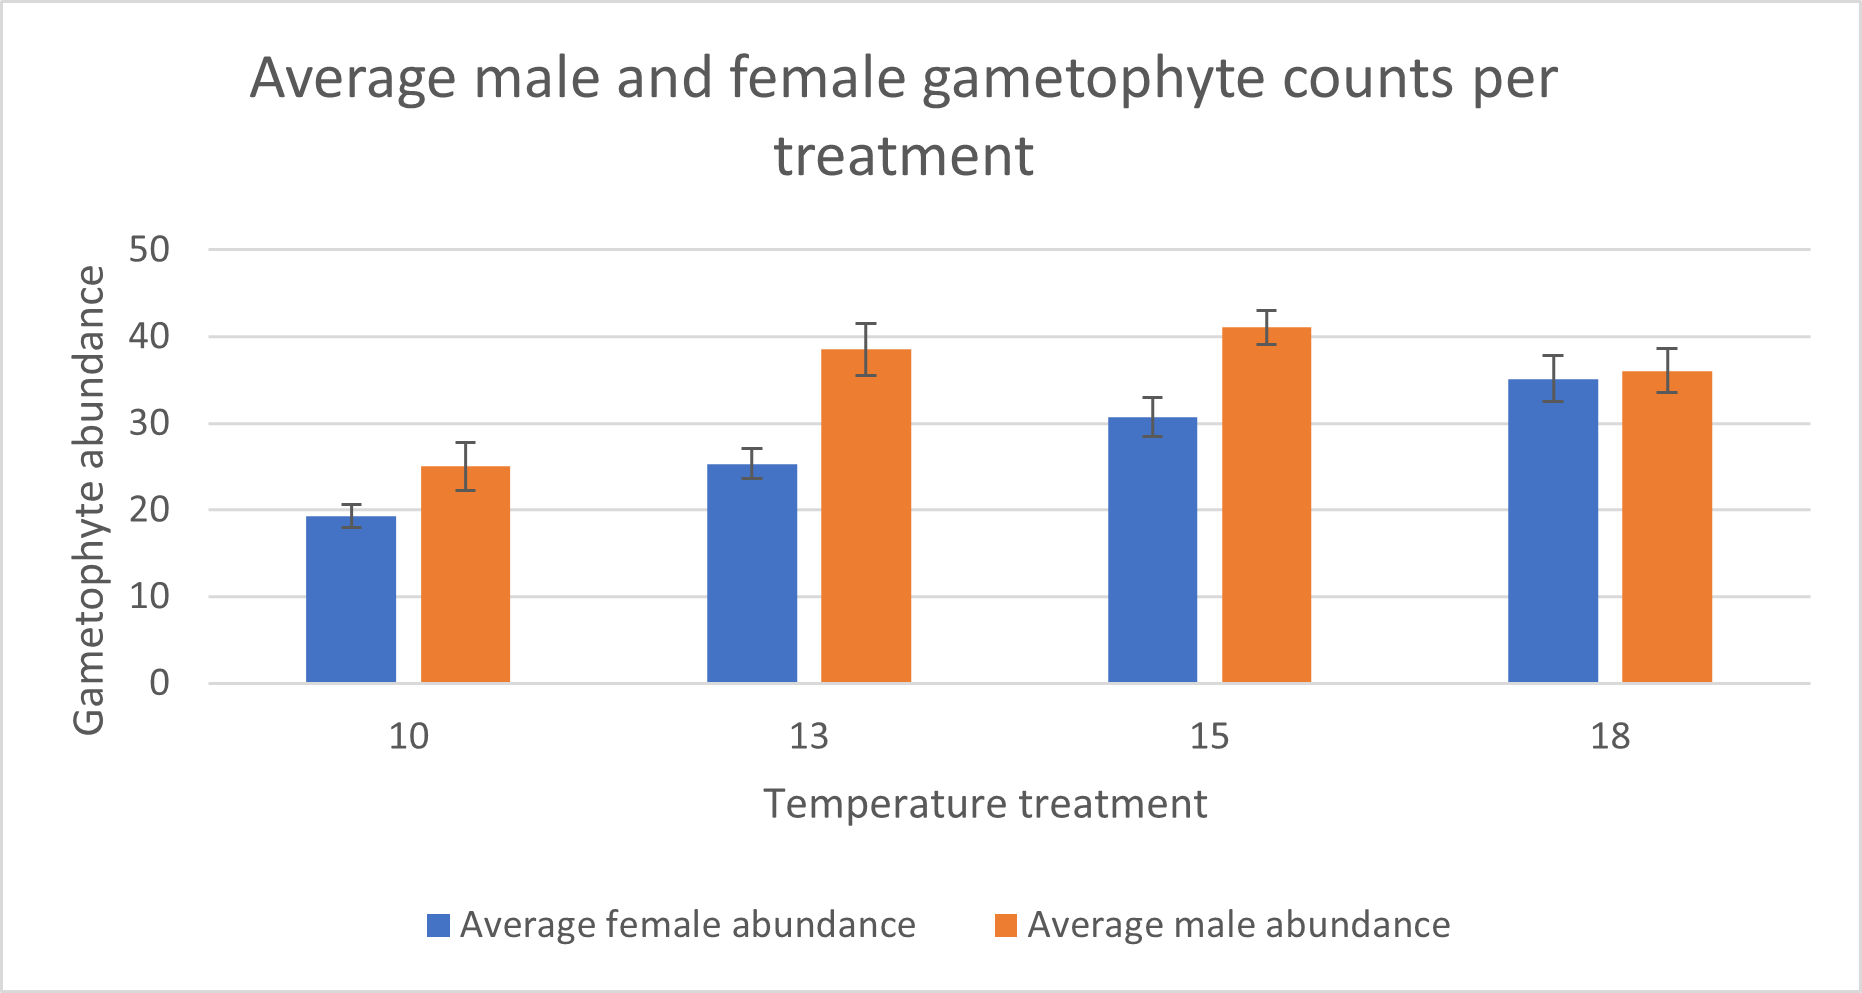 Average male and female gametophyte counts per
treatment
50
40
30
20
10
0
Gametophyte abundance
10 13 15 18
Temperature treatment
Average female abundance Average male abundance